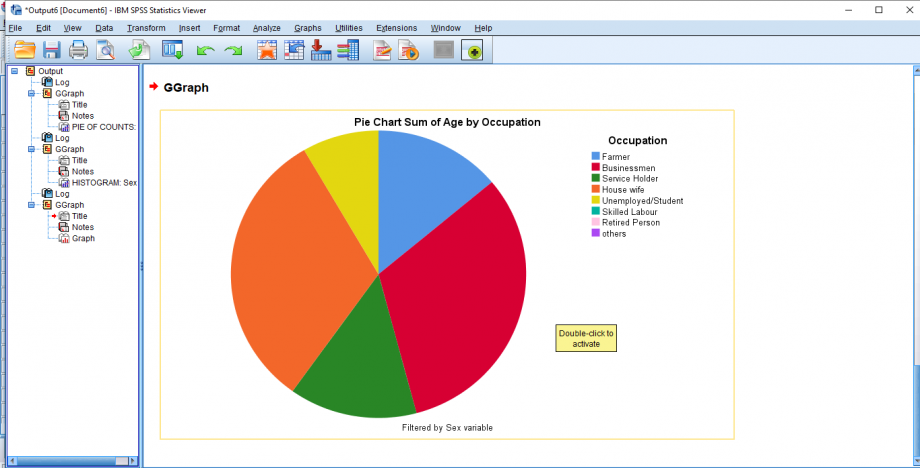 *Output6 [Document6] - IBM SPSS Statistics Viewer
File Edit View Data Transform Insert Format Analyze Graphs Utilities Extensions Window Help
Output
Log
GGraph
Title
Notes
PIE OF COUNTS:
Log
GGraph
Title
Notes
HISTOGRAM: Sex
Log
GGraph
Title
Notes
Graph
GGraph
Pie Chart Sum of Age by Occupation
Occupation
Farmer
Businessmen
Service Holder
House wife
Unemployed/Student
Skilled Labour
Retired Person
others
Double-click to
activate
Filtered by Sex variable